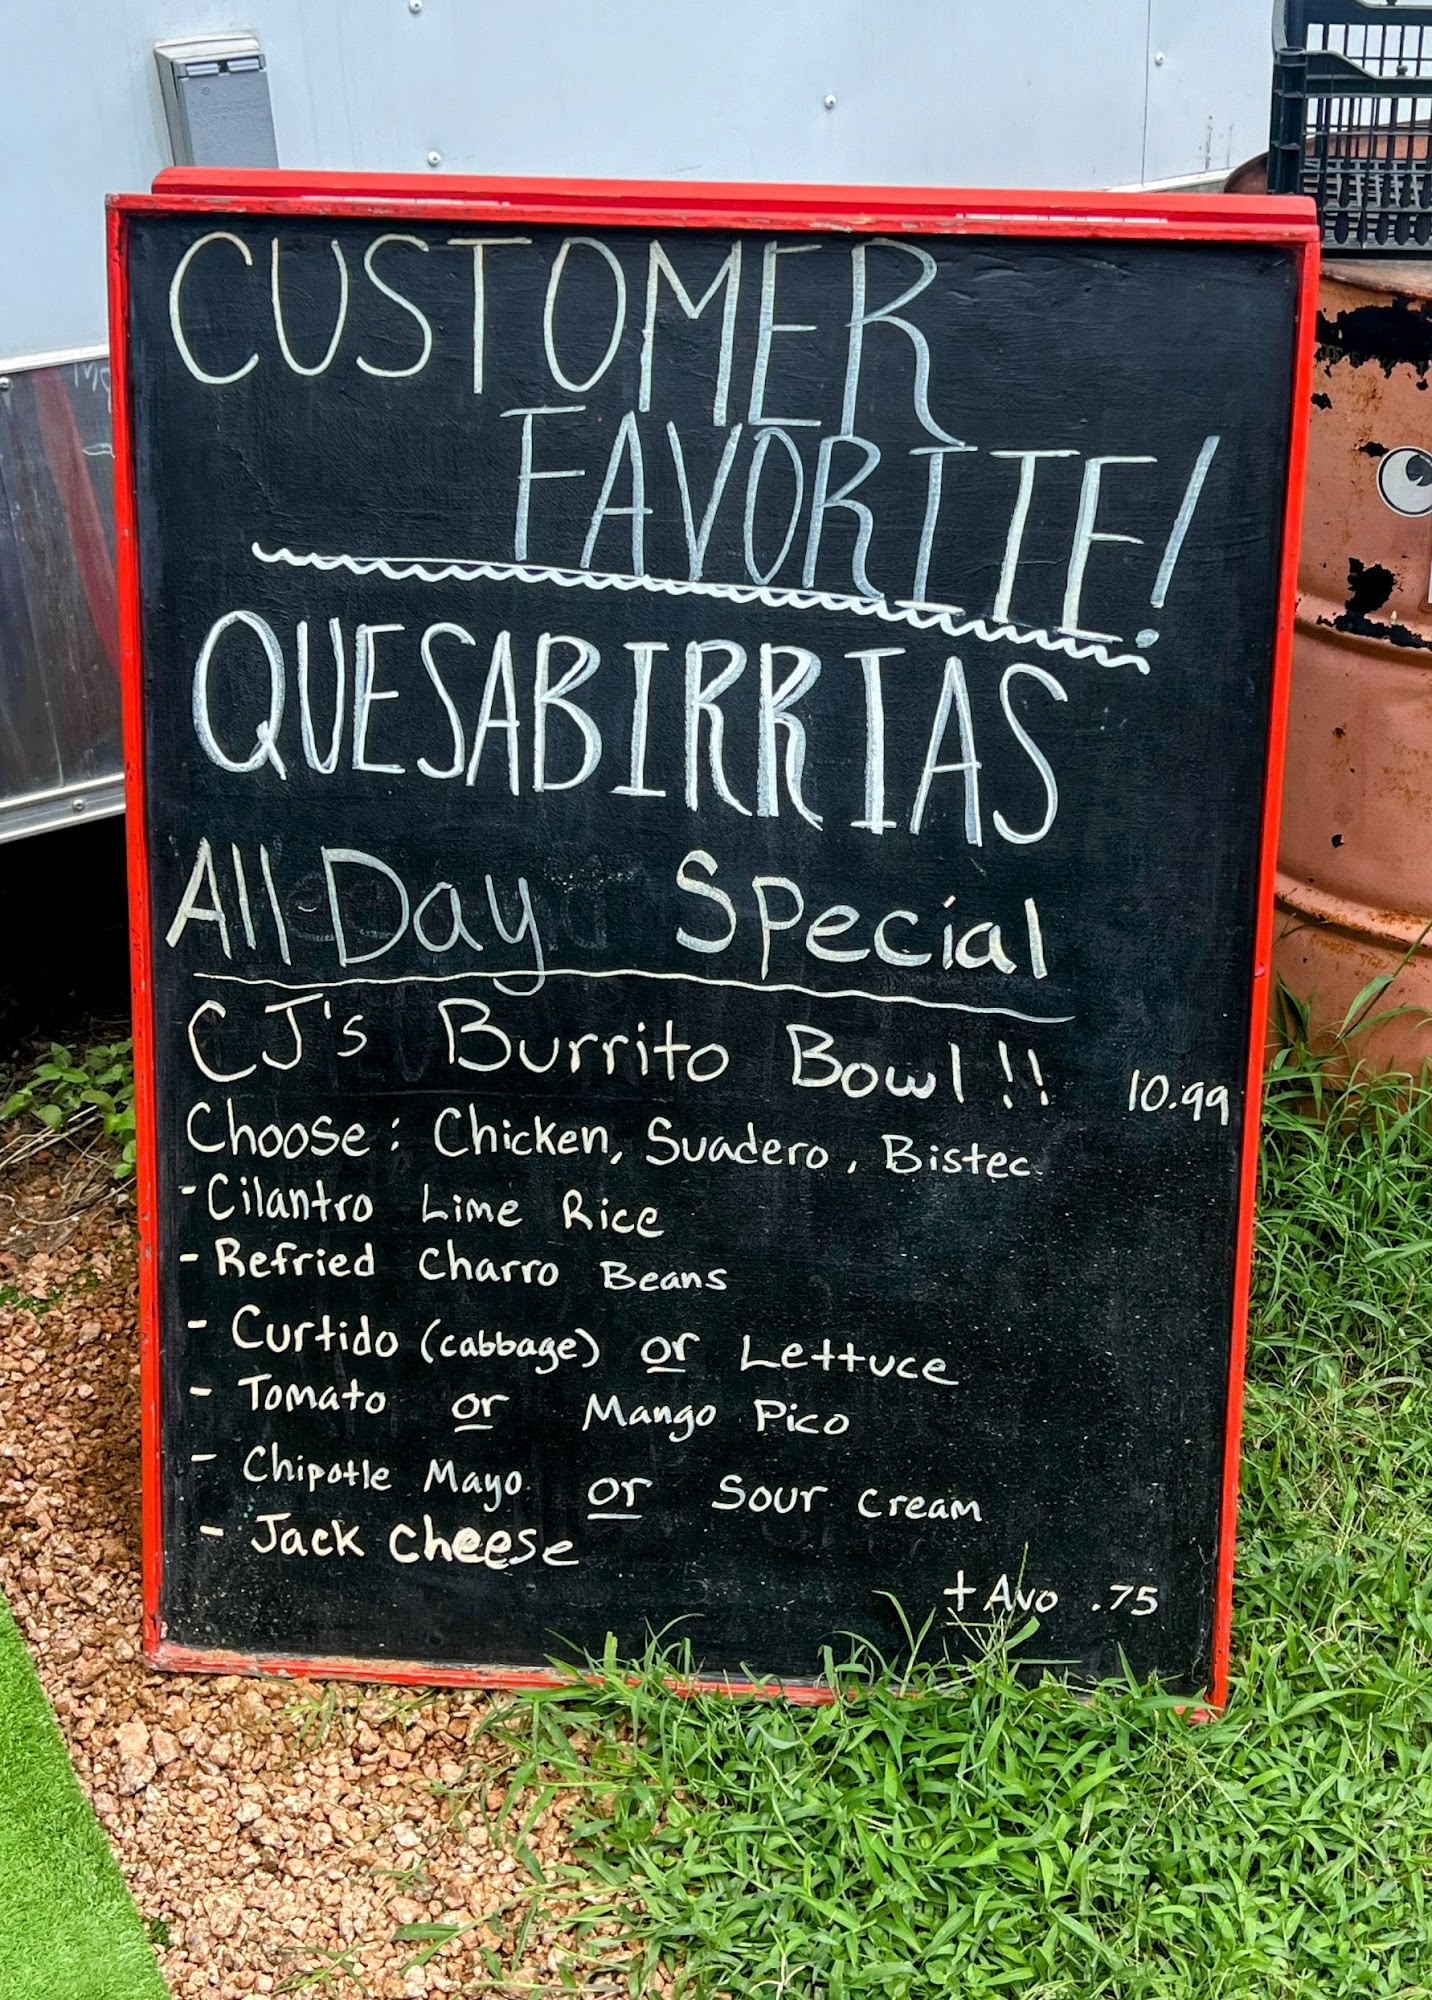 CUSTOMER
FAVORITE!
QUESABIRRIAS
All Day Special
CJ's Burrito Bowl!! 10.99
Choose: Chicken, Suadero, Bistec
- Cilantro Lime Rice
- Refried Charro Beans
- Curtido (cabbage) or Lettuce
- Tomato or Mango Pico
- Chipotle Mayo or Sour Cream
- Jack Cheese
+ Avo .75